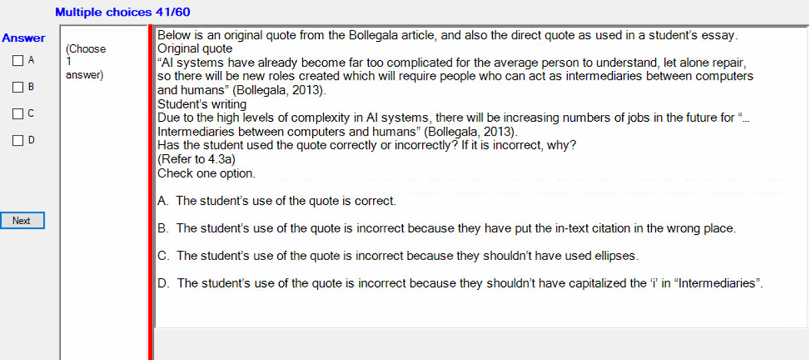 Multiple choices 41/60
Answer
(Choose
1
answer)
A
B
C
D
Next
Below is an original quote from the Bollegala article, and also the direct quote as used in a student's essay.
Original quote
“AI systems have already become far too complicated for the average person to understand, let alone repair,
so there will be new roles created which will require people who can act as intermediaries between computers
and humans” (Bollegala, 2013).
Student's writing
Due to the high levels of complexity in AI systems, there will be increasing numbers of jobs in the future for “...
Intermediaries between computers and humans” (Bollegala, 2013).
Has the student used the quote correctly or incorrectly? If it is incorrect, why?
(Refer to 4.3a)
Check one option.
A. The student's use of the quote is correct.
B. The student's use of the quote is incorrect because they have put the in-text citation in the wrong place.
C. The student's use of the quote is incorrect because they shouldn't have used ellipses.
D. The student's use of the quote is incorrect because they shouldn't have capitalized the 'i' in “Intermediaries”.